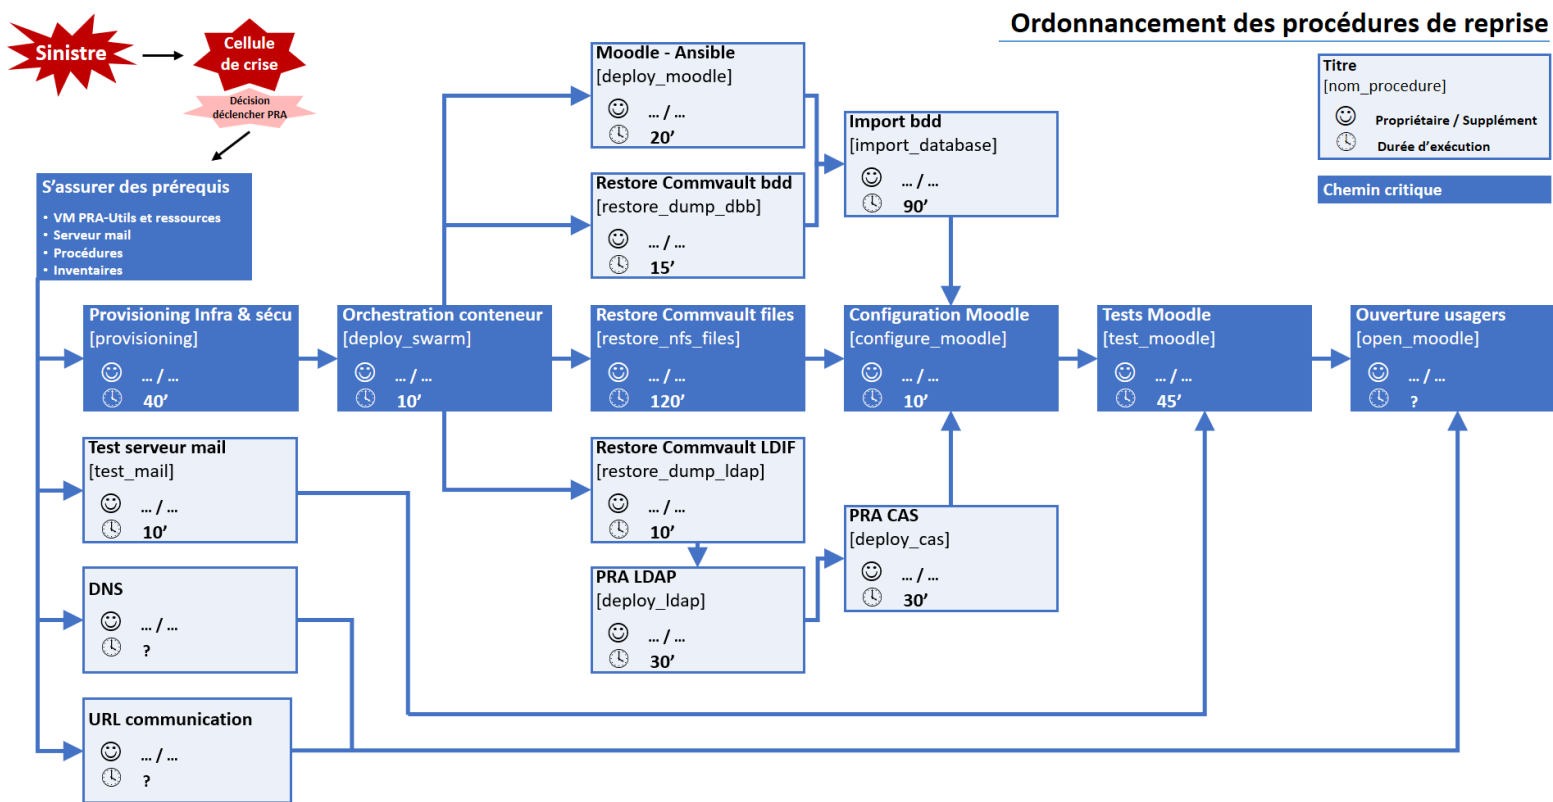 Ordonnancement des procédures de reprise
Sinistre
Cellule
de crise
Décision
déclencher PRA
Titre
[nom_procedure]
Propriétaire / Supplément
Durée d'exécution
Chemin critique
S'assurer des prérequis
• VM PRA-Utils et ressources
• Serveur mail
• Procédures
• Inventaires
Moodle - Ansible
[deploy_moodle]
... / ...
20'
Restore Commvault bdd
[restore_dump_dbb]
... / ...
15'
Import bdd
[import_database]
... / ...
90'
Provisioning Infra & sécu
[provisioning]
... / ...
40'
Orchestration conteneur
[deploy_swarm]
... / ...
10'
Restore Commvault files
[restore_nfs_files]
... / ...
120'
Configuration Moodle
[configure_moodle]
... / ...
10'
Tests Moodle
[test_moodle]
... / ...
45'
Ouverture usagers
[open_moodle]
... / ...
?
Test serveur mail
[test_mail]
... / ...
10'
Restore Commvault LDIF
[restore_dump_ldap]
... / ...
10'
PRA CAS
[deploy_cas]
... / ...
30'
DNS
... / ...
?
PRA LDAP
[deploy_ldap]
... / ...
30'
URL communication
... / ...
?